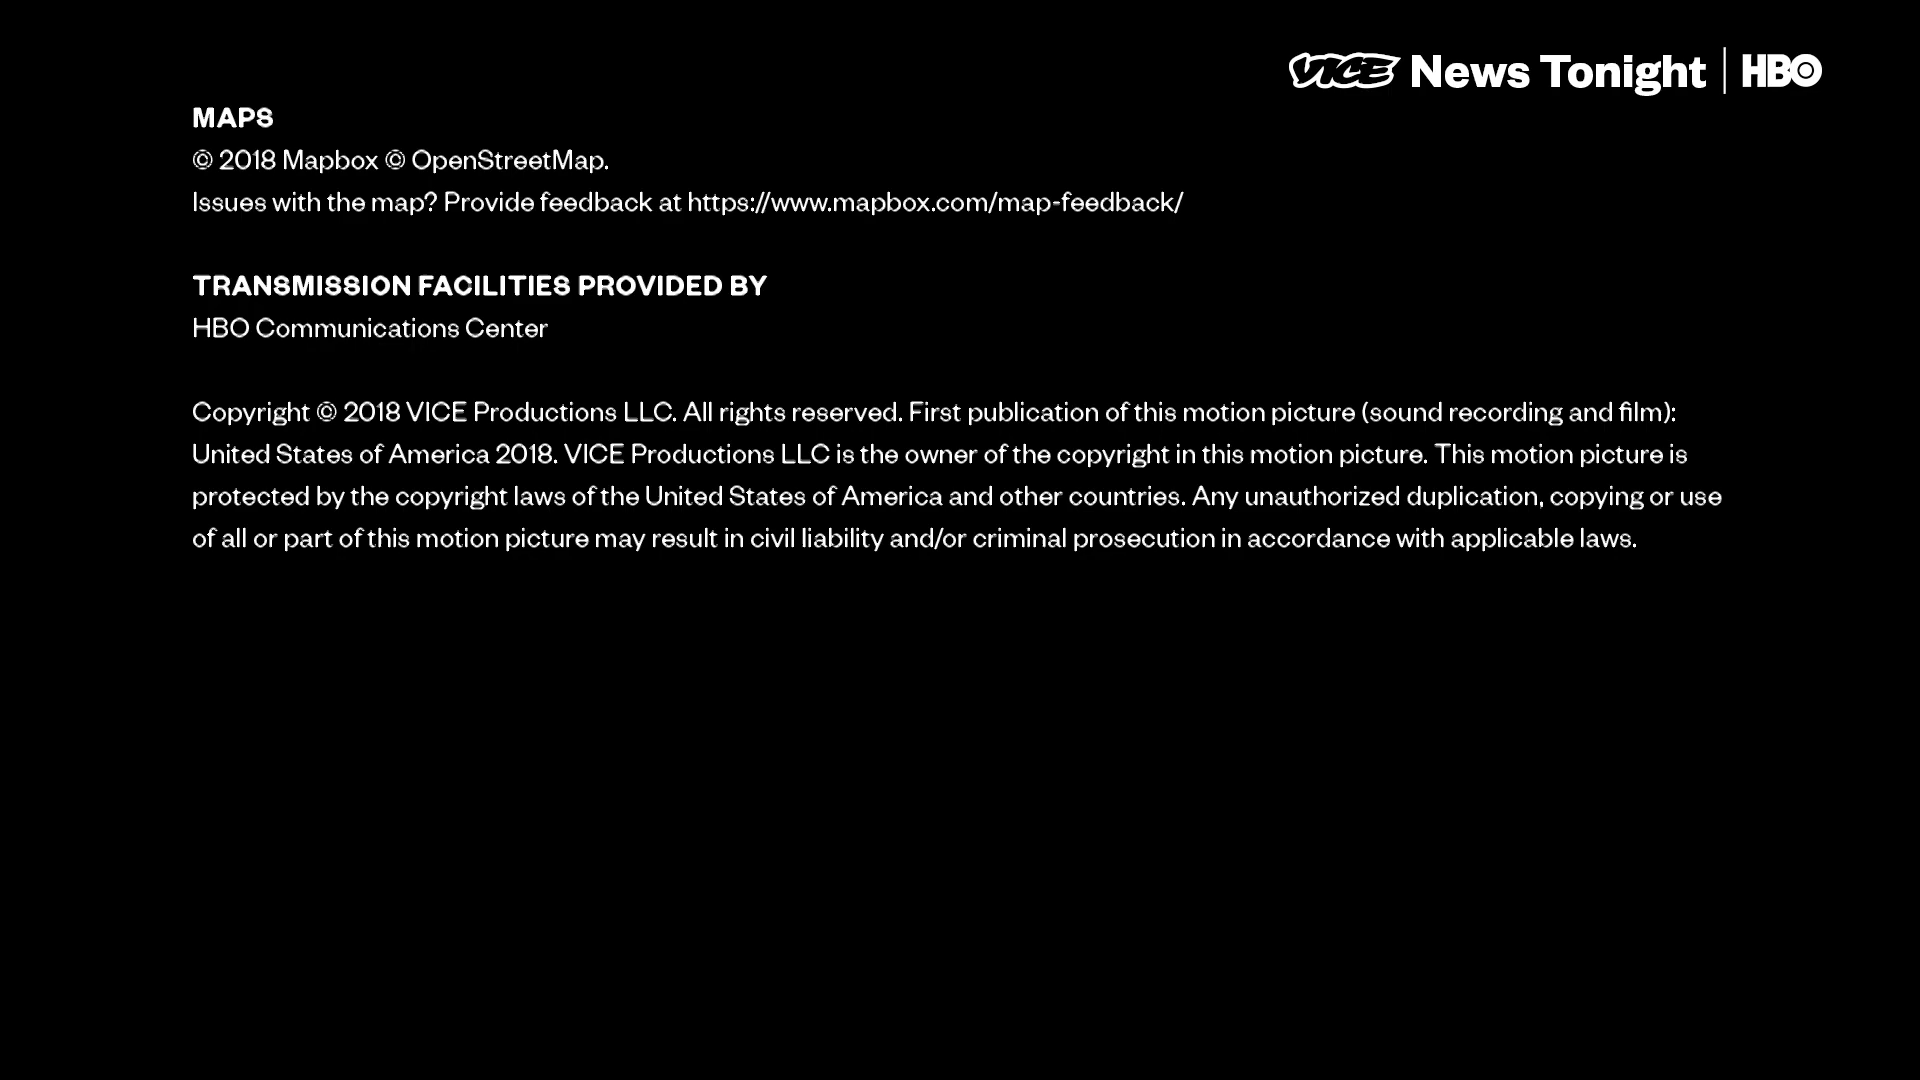 VICE News Tonight | HBO
MAPS
© 2018 Mapbox © OpenStreetMap.
Issues with the map? Provide feedback at https://www.mapbox.com/map-feedback/
TRANSMISSION FACILITIES PROVIDED BY
HBO Communications Center
Copyright © 2018 VICE Productions LLC. All rights reserved. First publication of this motion picture (sound recording and film):
United States of America 2018. VICE Productions LLC is the owner of the copyright in this motion picture. This motion picture is
protected by the copyright laws of the United States of America and other countries. Any unauthorized duplication, copying or use
of all or part of this motion picture may result in civil liability and/or criminal prosecution in accordance with applicable laws.